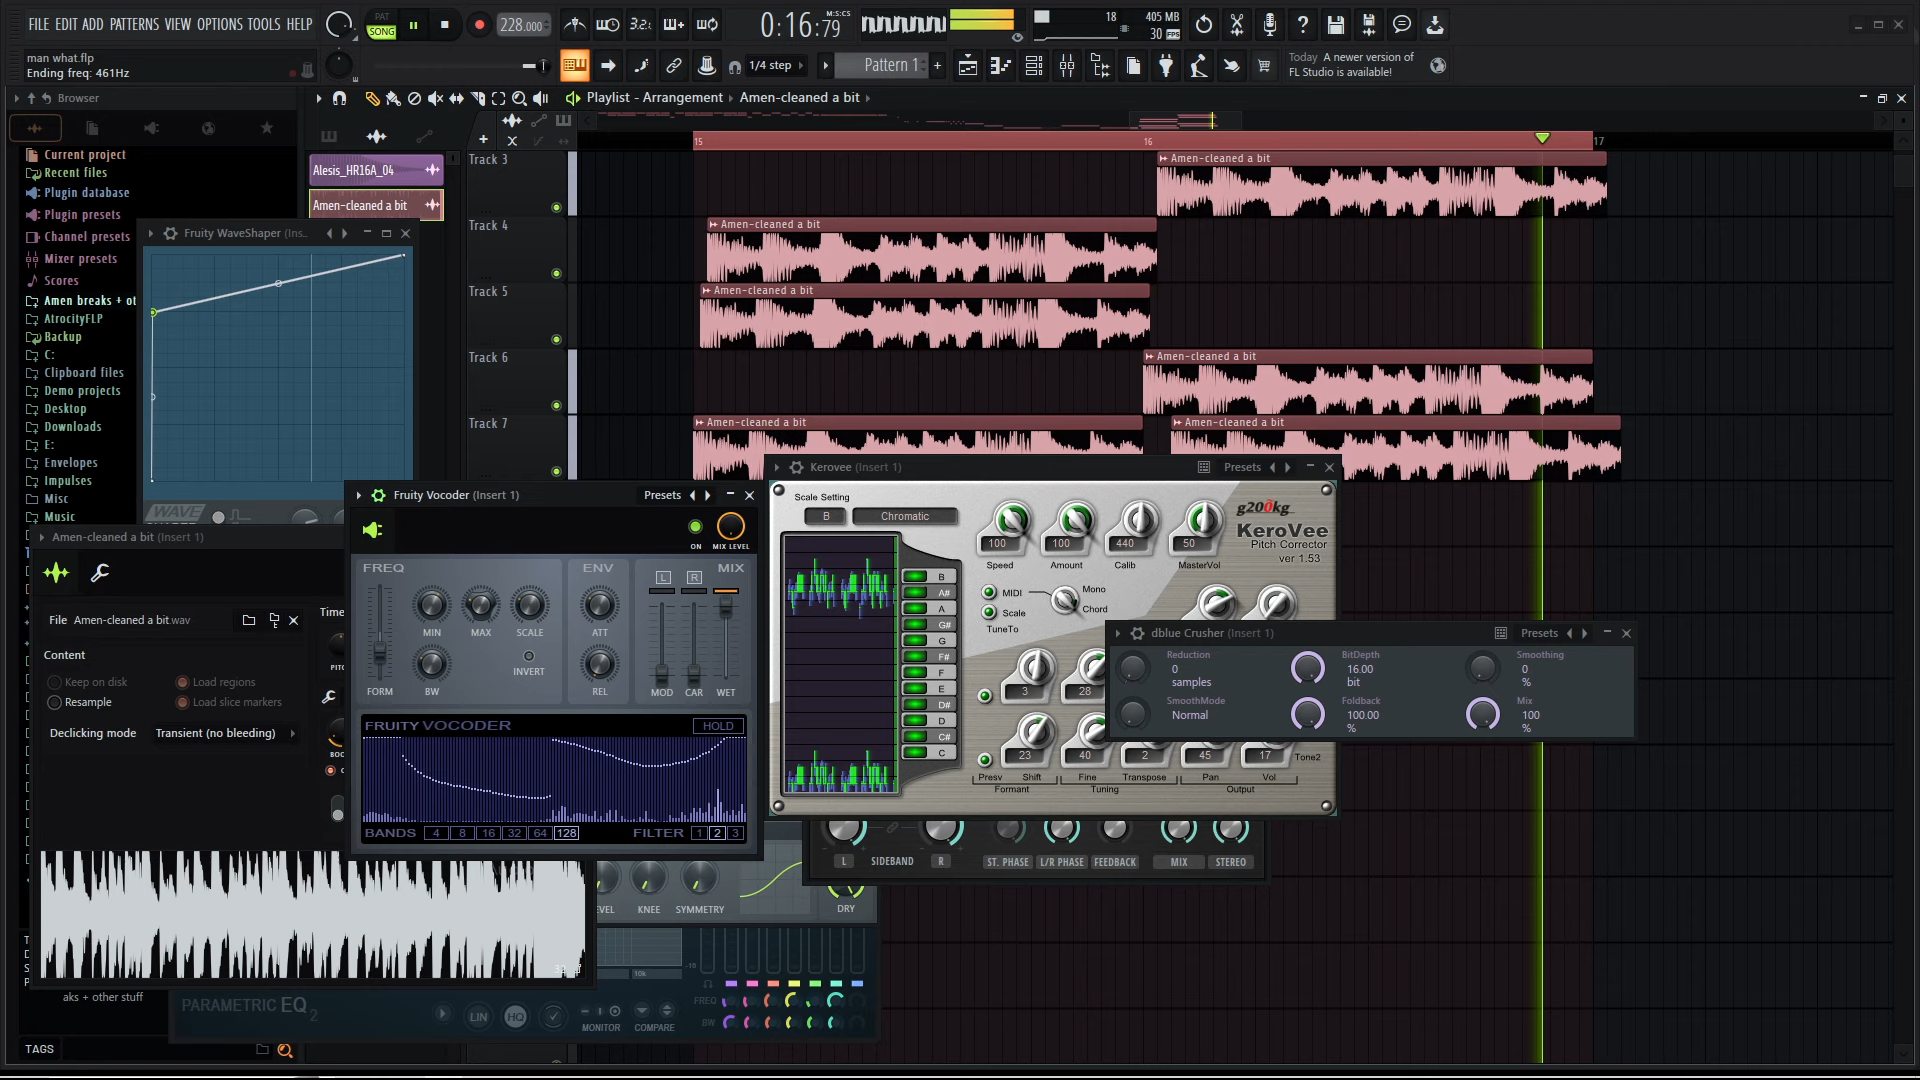 FILE EDIT ADD PATTERNS VIEW OPTIONS TOOLS HELP
PAT
SONG
228.000
3.2.
0:16:79
M:S:CS
18
405 MB
30 FPS
man what.flp
Ending freq: 461Hz
1/4 step
Pattern 1
+
Today A newer version of
FL Studio is available!
Browser
Playlist - Arrangement
Amen-cleaned a bit
15
16
17
Current project
Recent files
Plugin database
Plugin presets
Channel presets
Mixer presets
Scores
Amen breaks + ot
AtrocityFLP
Backup
C:
Clipboard files
Demo projects
Desktop
Downloads
E:
Envelopes
Impulses
Misc
Music
aks + other stuff
TAGS
Alesis_HR16A_04
Amen-cleaned a bit
Track 3
Amen-cleaned a bit
Track 4
Amen-cleaned a bit
Track 5
Amen-cleaned a bit
Track 6
Amen-cleaned a bit
Track 7
Amen-cleaned a bit
Amen-cleaned a bit
Fruity WaveShaper (Ins..
WAVE
Amen-cleaned a bit (Insert 1)
File Amen-cleaned a bit.wav
Content
Keep on disk
Load regions
Resample
Load slice markers
Declicking mode
Transient (no bleeding)
Time
PITC
BOO
Fruity Vocoder (Insert 1)
Presets
ON
MIX LEVEL
FREQ
ENV
MIX
L
R
MIN
MAX
SCALE
ATT
INVERT
FORM
BW
REL
MOD
CAR
WET
FRUITY VOCODER
HOLD
BANDS
4
8
16
32
64
128
FILTER
1
2
3
Kerovee (Insert 1)
Presets
Scale Setting
B
Chromatic
g200kg
KeroVee
Pitch Corrector
ver 1.53
100
100
440
50
Speed
Amount
Calib
MasterVol
MIDI
Scale
TuneTo
Mono
Chord
B
A#
A
G#
G
F#
F
E
D#
D
C#
C
3
28
23
40
2
45
17
Tone2
Presv
Shift
Fine
Transpose
Pan
Vol
Formant
Tuning
Output
dblue Crusher (Insert 1)
Presets
Reduction
0
samples
BitDepth
16.00
bit
Smoothing
0
%
SmoothMode
Normal
Foldback
100.00
%
Mix
100
%
L
SIDEBAND
R
ST. PHASE
L/R PHASE
FEEDBACK
MIX
STEREO
EVEL
KNEE
SYMMETRY
DRY
10k
FREQ
BW
PARAMETRIC EQ 2
LIN
HQ
MONITOR
COMPARE